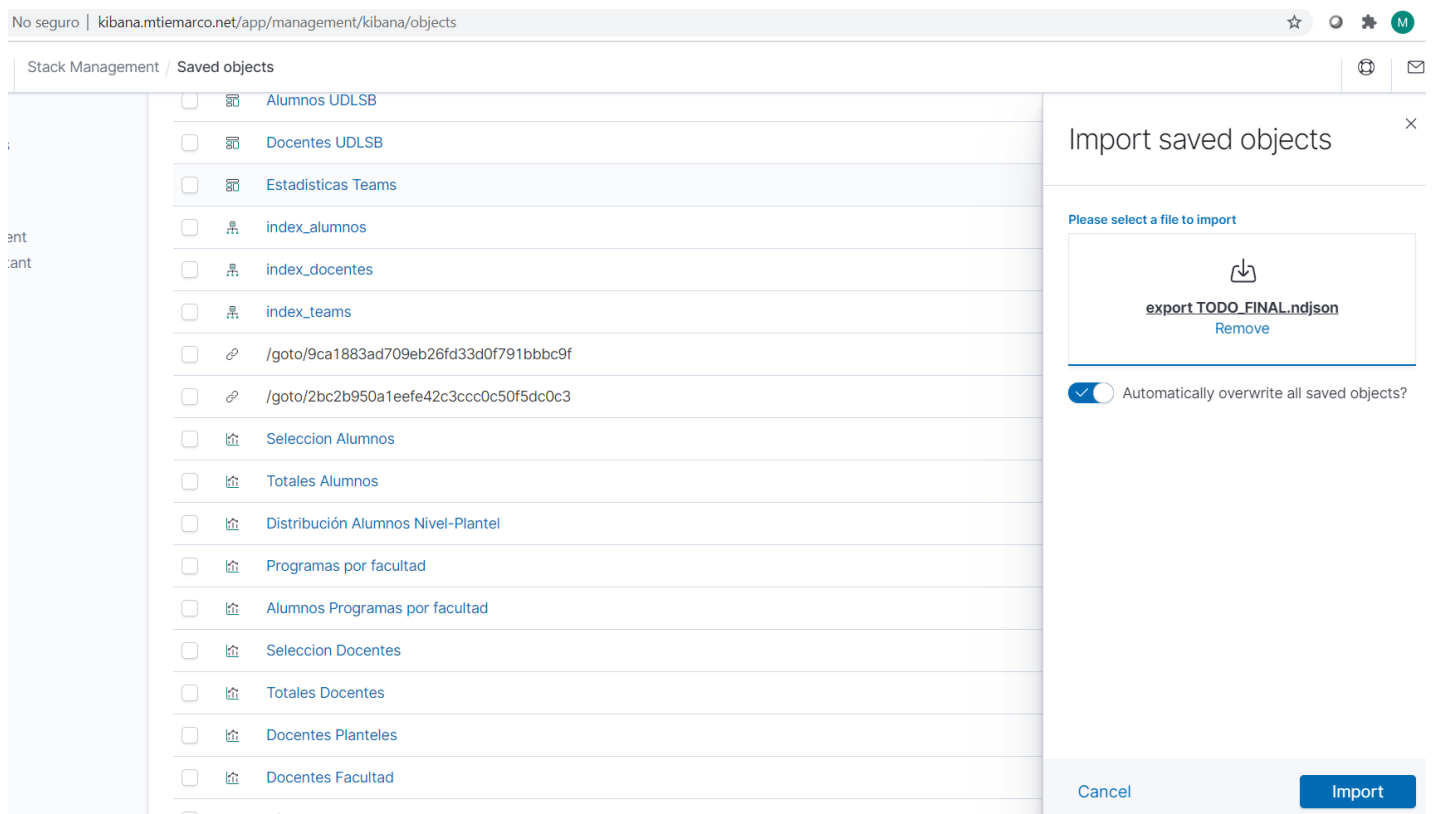 No seguro | kibana.mtiemarco.net/app/management/kibana/objects
M
Stack Management / Saved objects
Alumnos UDLSB
Docentes UDLSB
Estadisticas Teams
index_alumnos
index_docentes
index_teams
/goto/9ca1883ad709eb26fd33d0f791bbbc9f
/goto/2bc2b950a1eefe42c3ccc0c50f5dc0c3
Seleccion Alumnos
Totales Alumnos
Distribución Alumnos Nivel-Plantel
Programas por facultad
Alumnos Programas por facultad
Seleccion Docentes
Totales Docentes
Docentes Planteles
Docentes Facultad
ent
Import saved objects
Please select a file to import
export TODO_FINAL.ndjson
Remove
Automatically overwrite all saved objects?
Cancel
Import